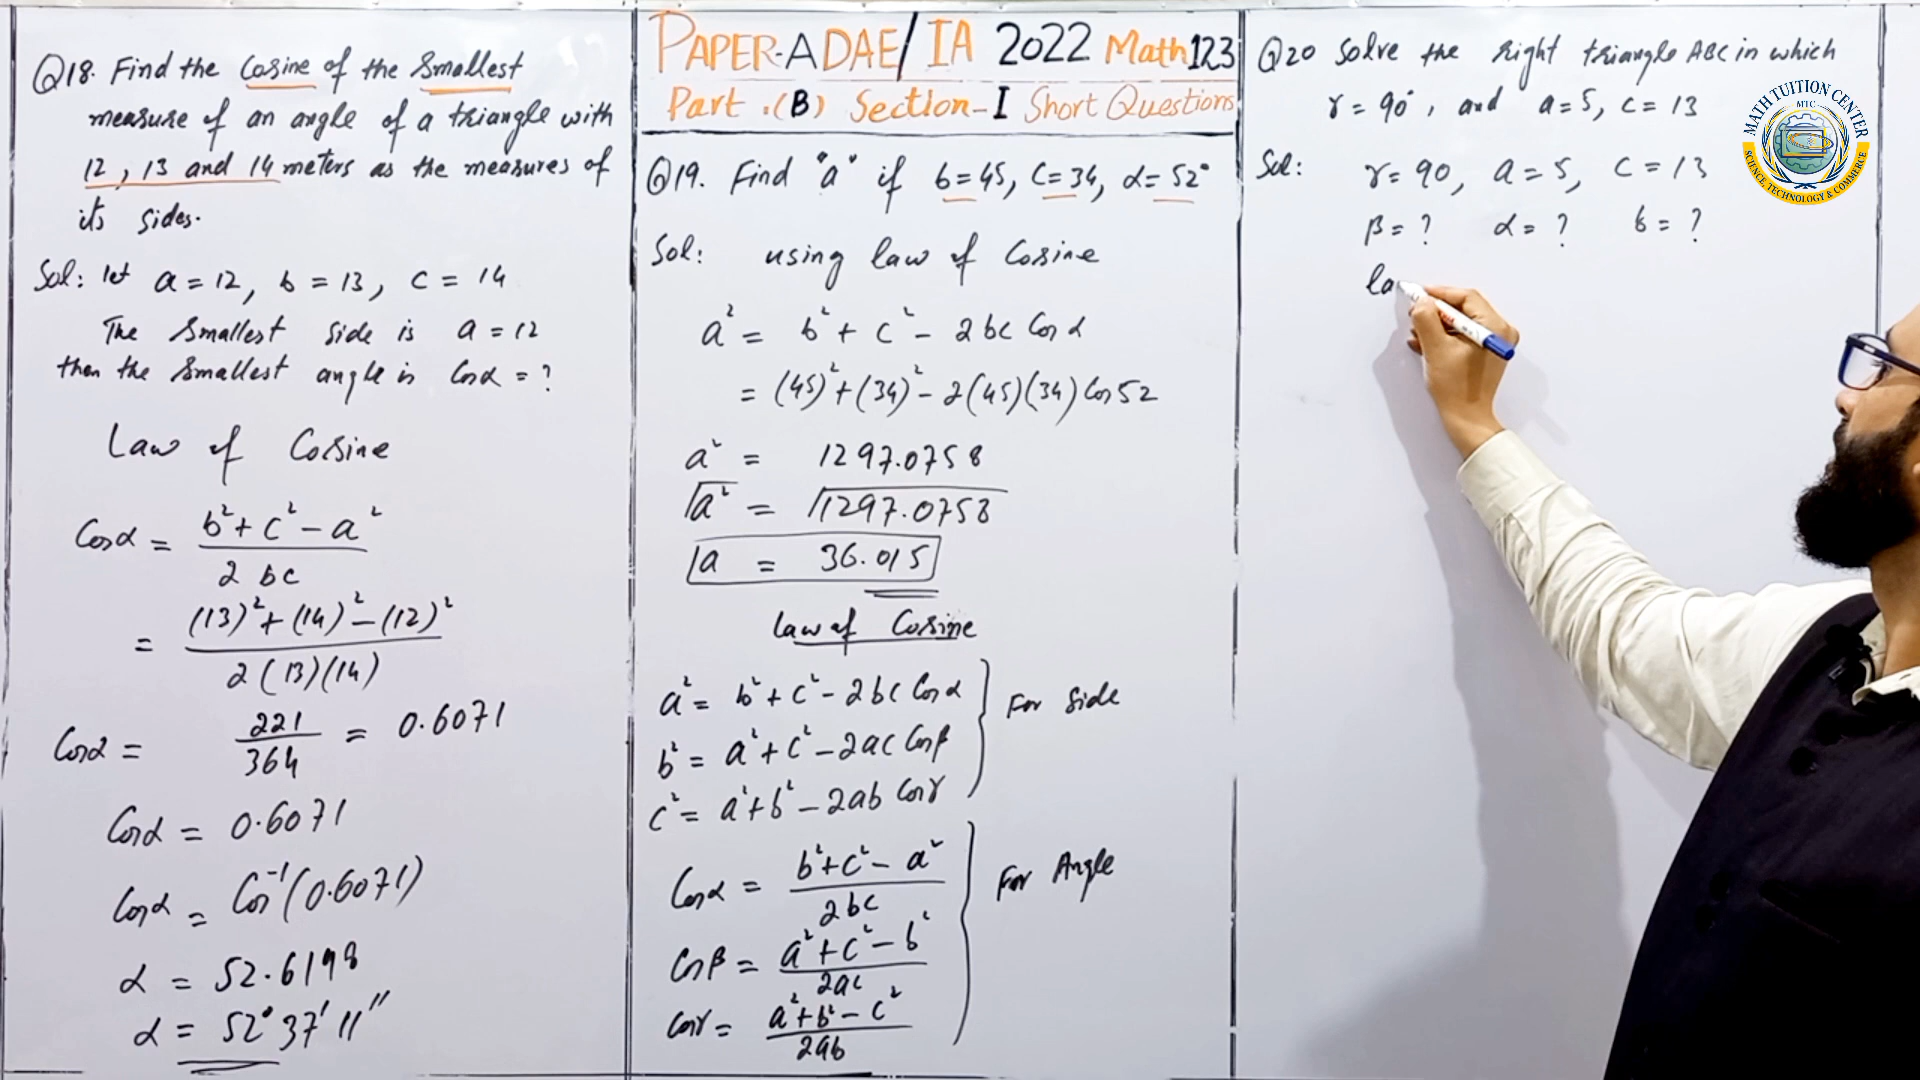 Q18. Find the Cosine of the Smallest
measure of an angle of a triangle with
12, 13 and 14 meters as the measures of
its sides.
Sol: let a = 12, b = 13, c = 14
The Smallest Side is a = 12
then the Smallest angle is Cosα = ?
Law of Cosine
Cosα = b²+c²-a² / 2bc
= (13)²+(14)²-(12)² / 2(13)(14)
Cosα = 221/364 = 0.6071
Cosα = 0.6071
Cosα = Cos⁻¹(0.6071)
α = 52.6198
α = 52°37'11"
PAPER-A DAE/IA 2022 Math 123
Part.(B) Section-I Short Questions
Q19. Find "a" if b=45, C=34, α=52°
Sol: using law of Cosine
a² = b²+c²-2bc Cosα
= (45)²+(34)²-2(45)(34)Cos52
a² = 1297.0758
√a² = √1297.0758
a = 36.015
law of Cosine
a² = b²+c²-2bc Cosα
b² = a²+c²-2ac Cosβ
c² = a²+b²-2ab Cosγ
For Side
Cosα = b²+c²-a² / 2bc
Cosβ = a²+c²-b² / 2ac
Cosγ = a²+b²-c² / 2ab
For Angle
Q20 Solve the right triangle ABC in which
γ = 90°, and a=5, c=13
Sol: γ=90, a=5, c=13
β=? α=? b=?
la
MATH TUITION CENTER
MTC
SCIENCE, TECHNOLOGY & COMMERCE